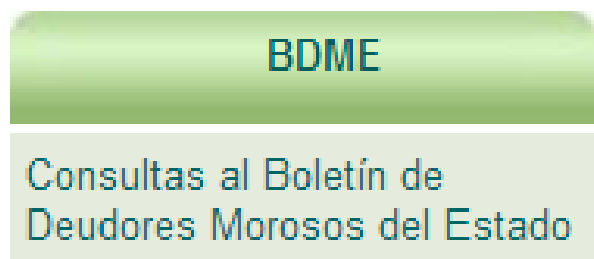 BDME
Consultas al Boletín de
Deudores Morosos del Estado